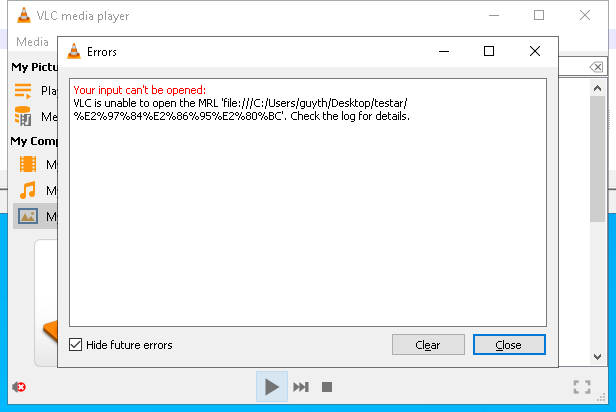 VLC media player
Media
Errors
My Pictu
Your input can't be opened:
VLC is unable to open the MRL 'file:///C:/Users/guyth/Desktop/testar/
%E2%97%84%E2%86%95%E2%80%BC'. Check the log for details.
Pla
Me
My Comp
My
My
My
Hide future errors
Clear
Close